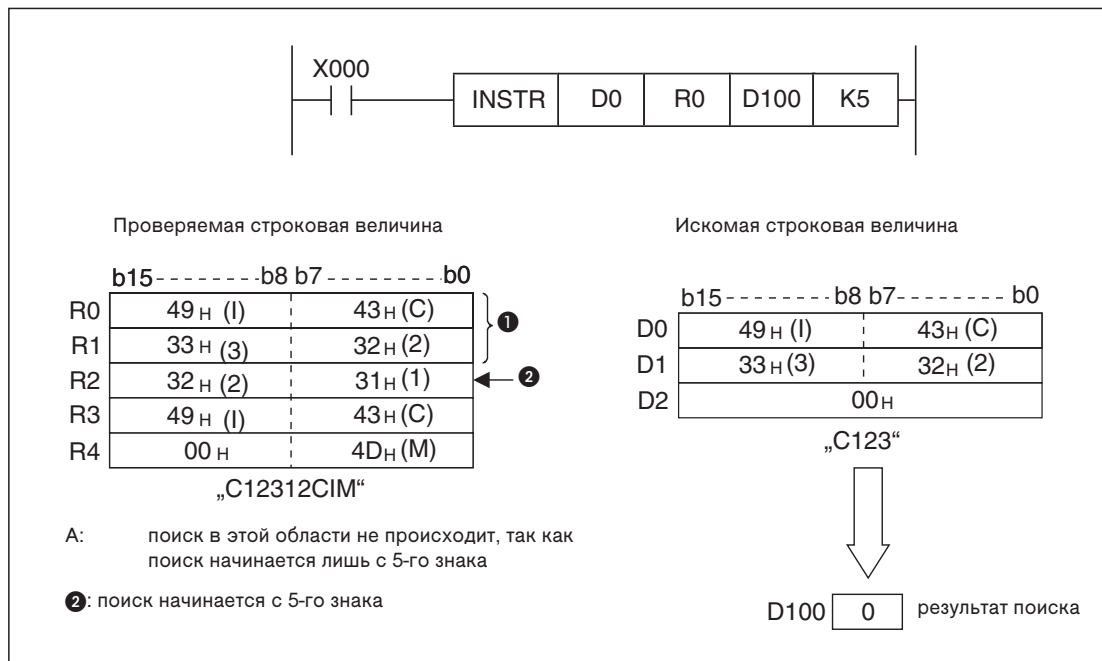 X000
INSTR D0 R0 D100 K5
Проверяемая строковая величина
b15 - - - - - - - b8 b7 - - - - - - - - b0
R0 49H (I) 43H (C) ❶
R1 33H (3) 32H (2)
R2 32H (2) 31H (1) ❷
R3 49H (I) 43H (C)
R4 00H 4DH (M)
„C12312CIM“
A: поиск в этой области не происходит, так как
поиск начинается лишь с 5-го знака
❷: поиск начинается с 5-го знака
Искомая строковая величина
b15 - - - - - - - b8 b7 - - - - - - - - b0
D0 49H (I) 43H (C)
D1 33H (3) 32H (2)
D2 00H
„C123“
D100 0 результат поиска